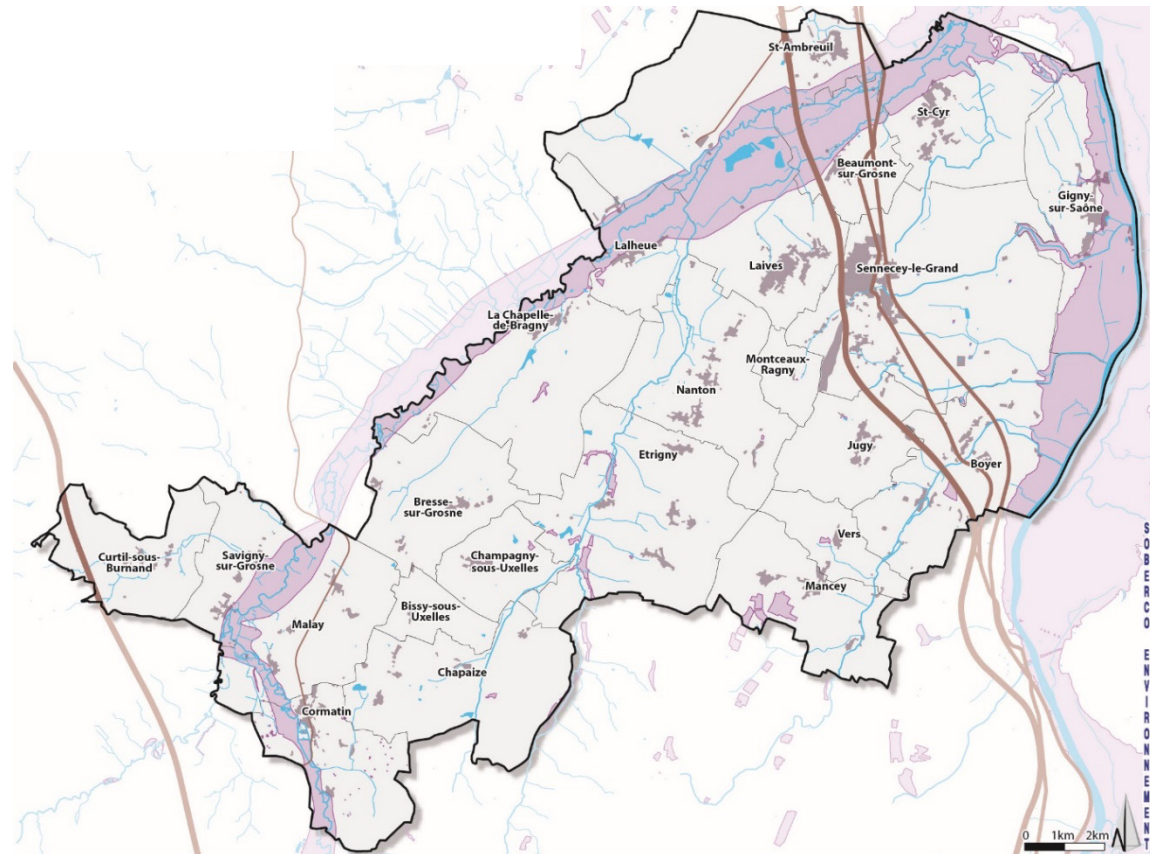 St-Ambreuil
St-Cyr
Beaumont-
sur-Grosne
Gigny-
sur-Saône
Lalheue
Laives
Sennecey-le-Grand
La Chapelle-
de-Bragny
Montceaux-
Ragny
Nanton
Jugy
Etrigny
Boyer
Bresse-
sur-Grosne
Vers
Curtil-sous-
Burnand
Savigny-
sur-Grosne
Champagny-
sous-Uxelles
Mancey
Bissy-sous-
Uxelles
Malay
Chapaize
Cormatin
SOBERCO ENVIRONNEMENT
0 1km 2km
N